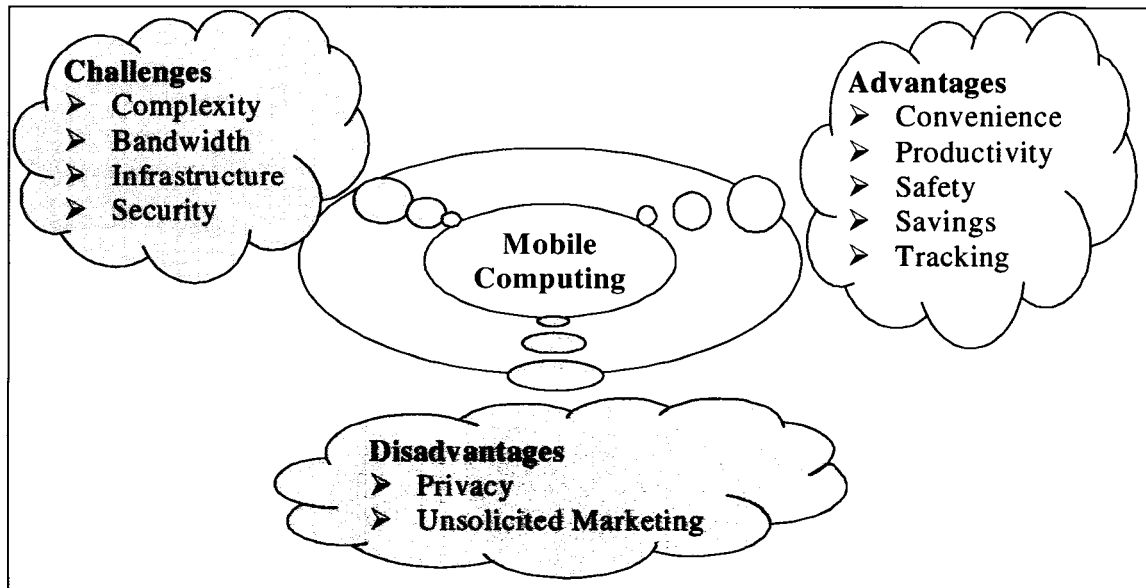 Challenges
➢ Complexity
➢ Bandwidth
➢ Infrastructure
➢ Security
Mobile
Computing
Advantages
➢ Convenience
➢ Productivity
➢ Safety
➢ Savings
➢ Tracking
Disadvantages
➢ Privacy
➢ Unsolicited Marketing